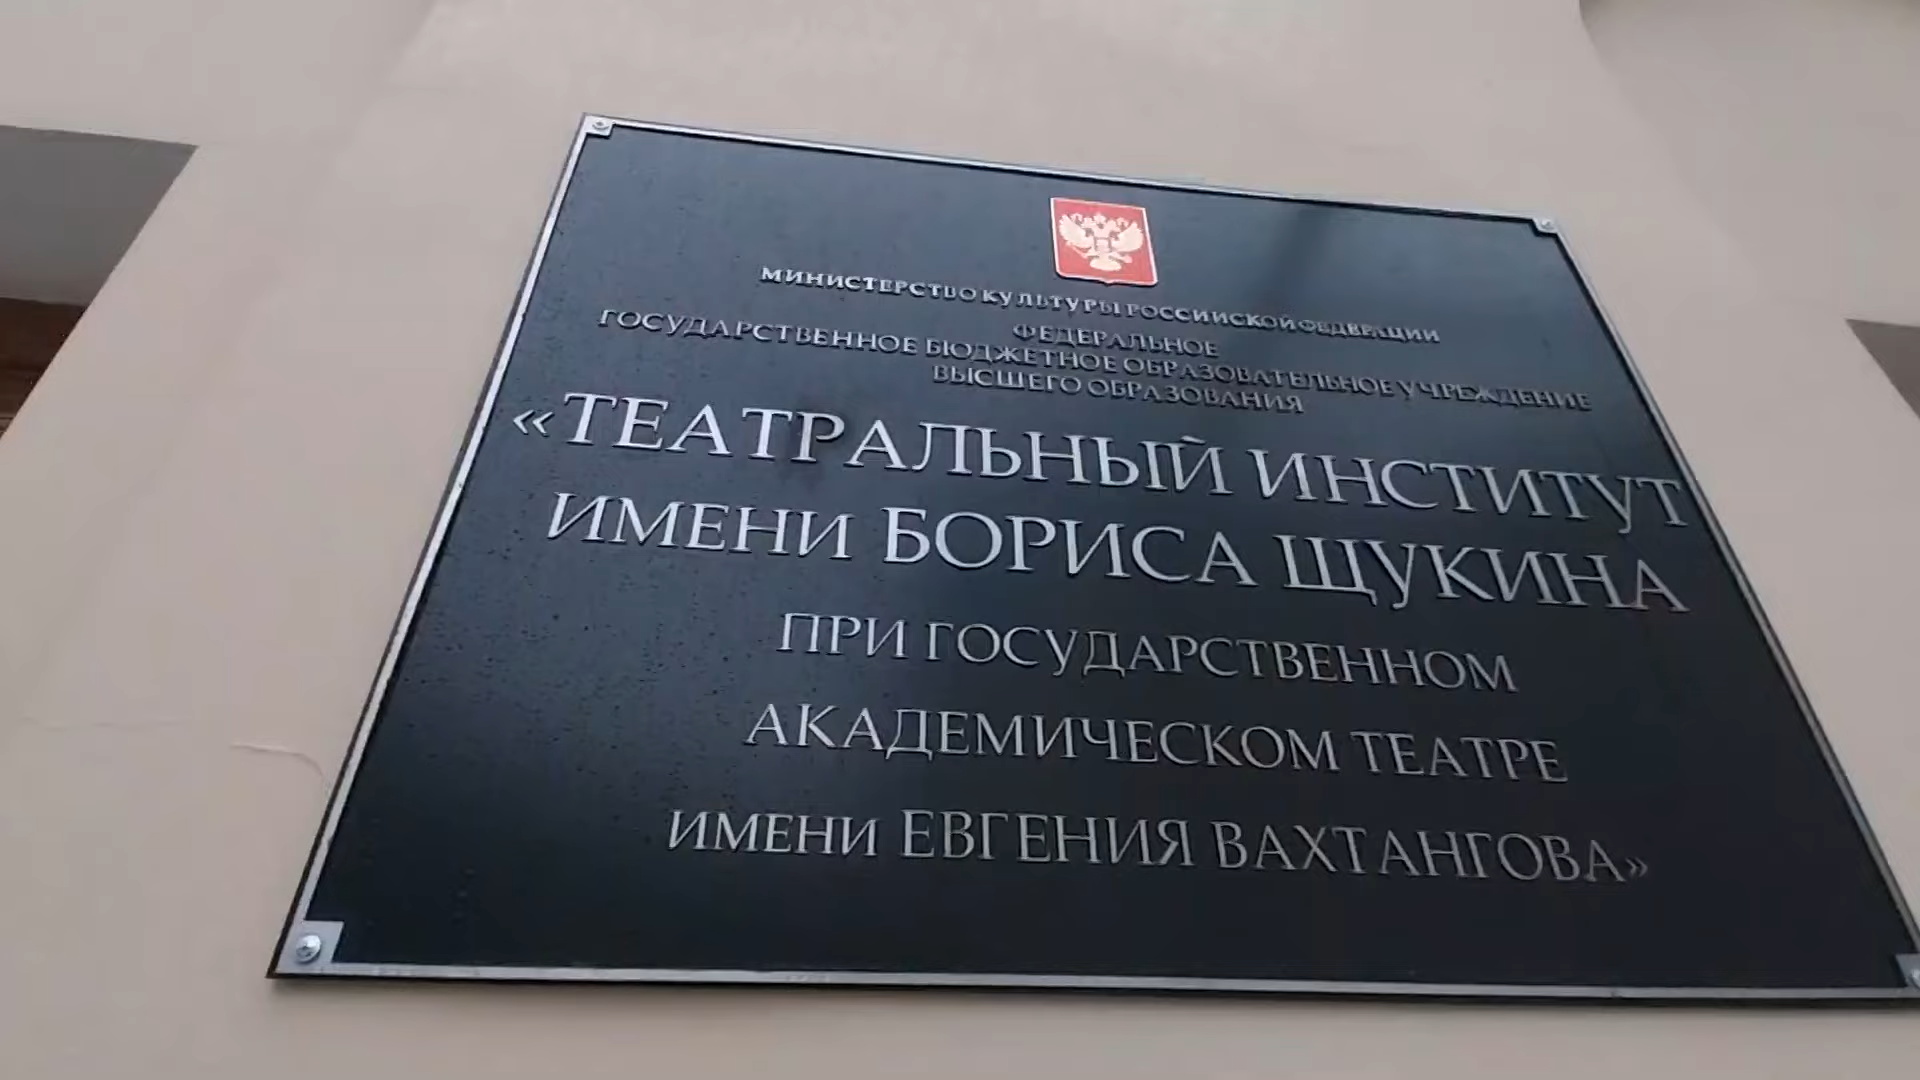 МИНИСТЕРСТВО КУЛЬТУРЫ РОССИЙСКОЙ ФЕДЕРАЦИИ
ФЕДЕРАЛЬНОЕ
ГОСУДАРСТВЕННОЕ БЮДЖЕТНОЕ ОБРАЗОВАТЕЛЬНОЕ УЧРЕЖДЕНИЕ
ВЫСШЕГО ОБРАЗОВАНИЯ
«ТЕАТРАЛЬНЫЙ ИНСТИТУТ
ИМЕНИ БОРИСА ЩУКИНА
ПРИ ГОСУДАРСТВЕННОМ
АКАДЕМИЧЕСКОМ ТЕАТРЕ
ИМЕНИ ЕВГЕНИЯ ВАХТАНГОВА»